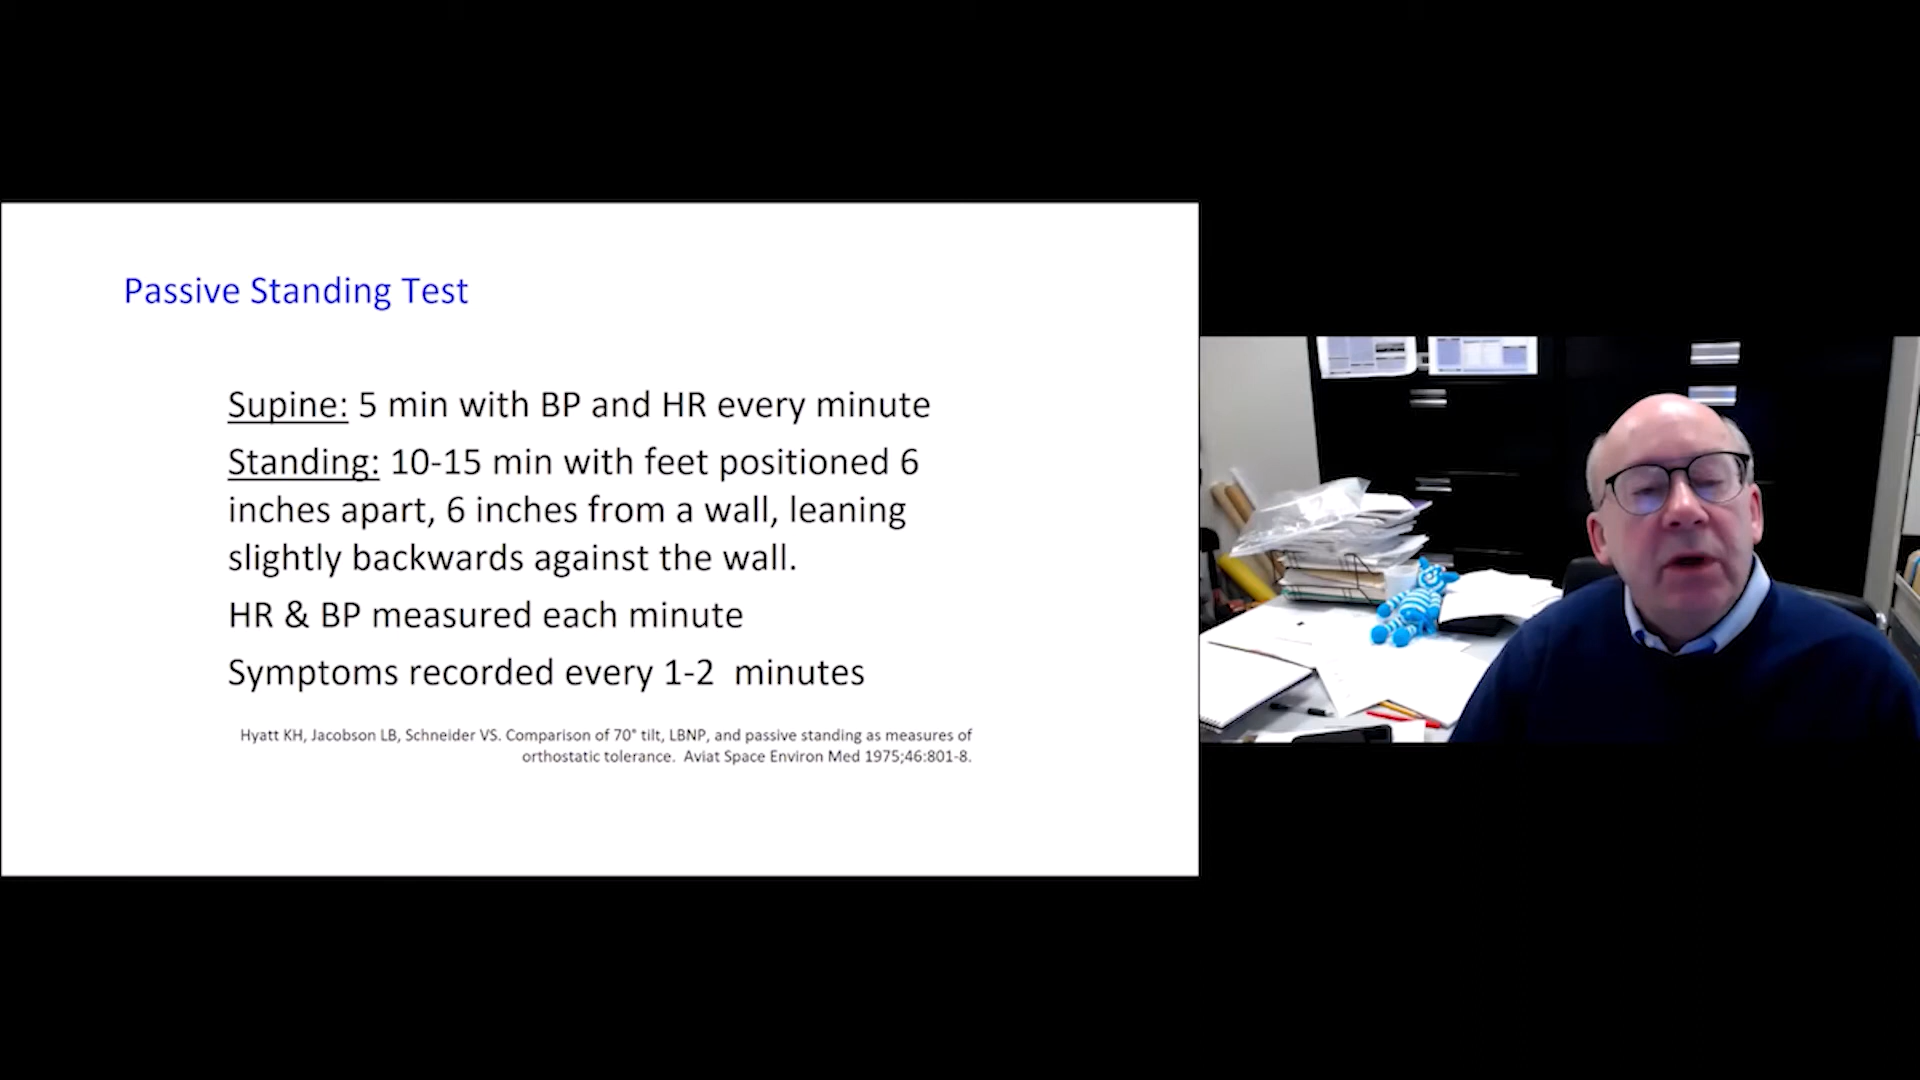 Passive Standing Test
Supine: 5 min with BP and HR every minute
Standing: 10-15 min with feet positioned 6
inches apart, 6 inches from a wall, leaning
slightly backwards against the wall.
HR & BP measured each minute
Symptoms recorded every 1-2  minutes
Hyatt KH, Jacobson LB, Schneider VS. Comparison of 70° tilt, LBNP, and passive standing as measures of
orthostatic tolerance.  Aviat Space Environ Med 1975;46:801-8.